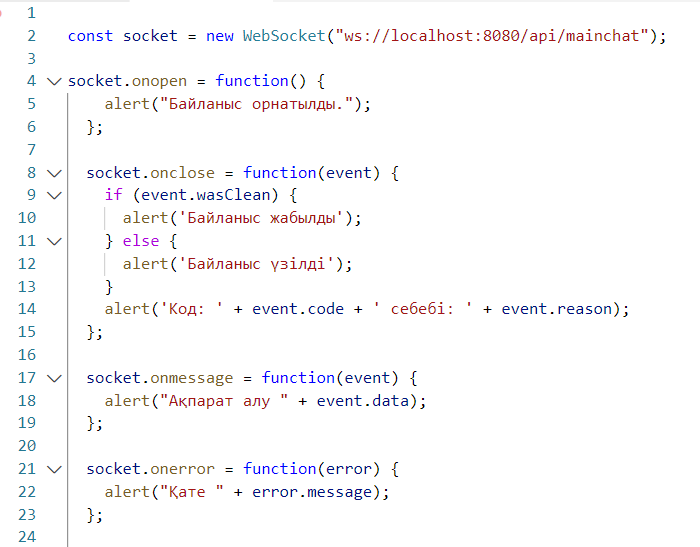 1
2 const socket = new WebSocket("ws://localhost:8080/api/mainchat");
3
4 socket.onopen = function() {
5 alert("Байланыс орнатылды.");
6 };
7
8 socket.onclose = function(event) {
9 if (event.wasClean) {
10 alert('Байланыс жабылды');
11 } else {
12 alert('Байланыс үзілді');
13 }
14 alert('Код: ' + event.code + ' себебі: ' + event.reason);
15 };
16
17 socket.onmessage = function(event) {
18 alert("Ақпарат алу " + event.data);
19 };
20
21 socket.onerror = function(error) {
22 alert("Қате " + error.message);
23 };
24